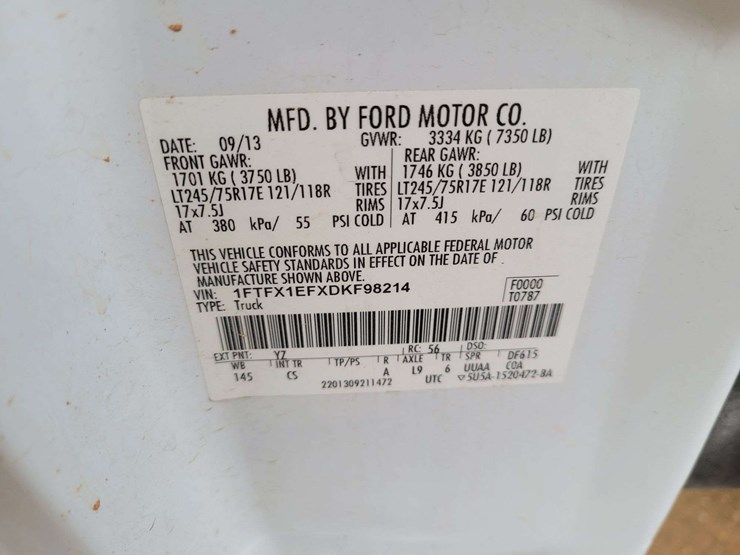 MFD. BY FORD MOTOR CO.
DATE: 09/13 GVWR: 3334 KG ( 7350 LB)
FRONT GAWR: REAR GAWR:
1701 KG ( 3750 LB) WITH 1746 KG ( 3850 LB) WITH
LT245/75R17E 121/118R TIRES LT245/75R17E 121/118R TIRES
17x7.5J RIMS 17x7.5J RIMS
AT 380 kPa/ 55 PSI COLD AT 415 kPa/ 60 PSI COLD
THIS VEHICLE CONFORMS TO ALL APPLICABLE FEDERAL MOTOR
VEHICLE SAFETY STANDARDS IN EFFECT ON THE DATE OF
MANUFACTURE SHOWN ABOVE.
VIN: 1FTFX1EFXDKF98214 F0000
TYPE: Truck T0787
EXT PNT: YZ RC: 56 DSO:
WB INT TR TP/PS R AXLE TR SPR DF615
145 CS A L9 6 UUAA COA
2201309211472 UTC ▽5U5A-1520472-BA